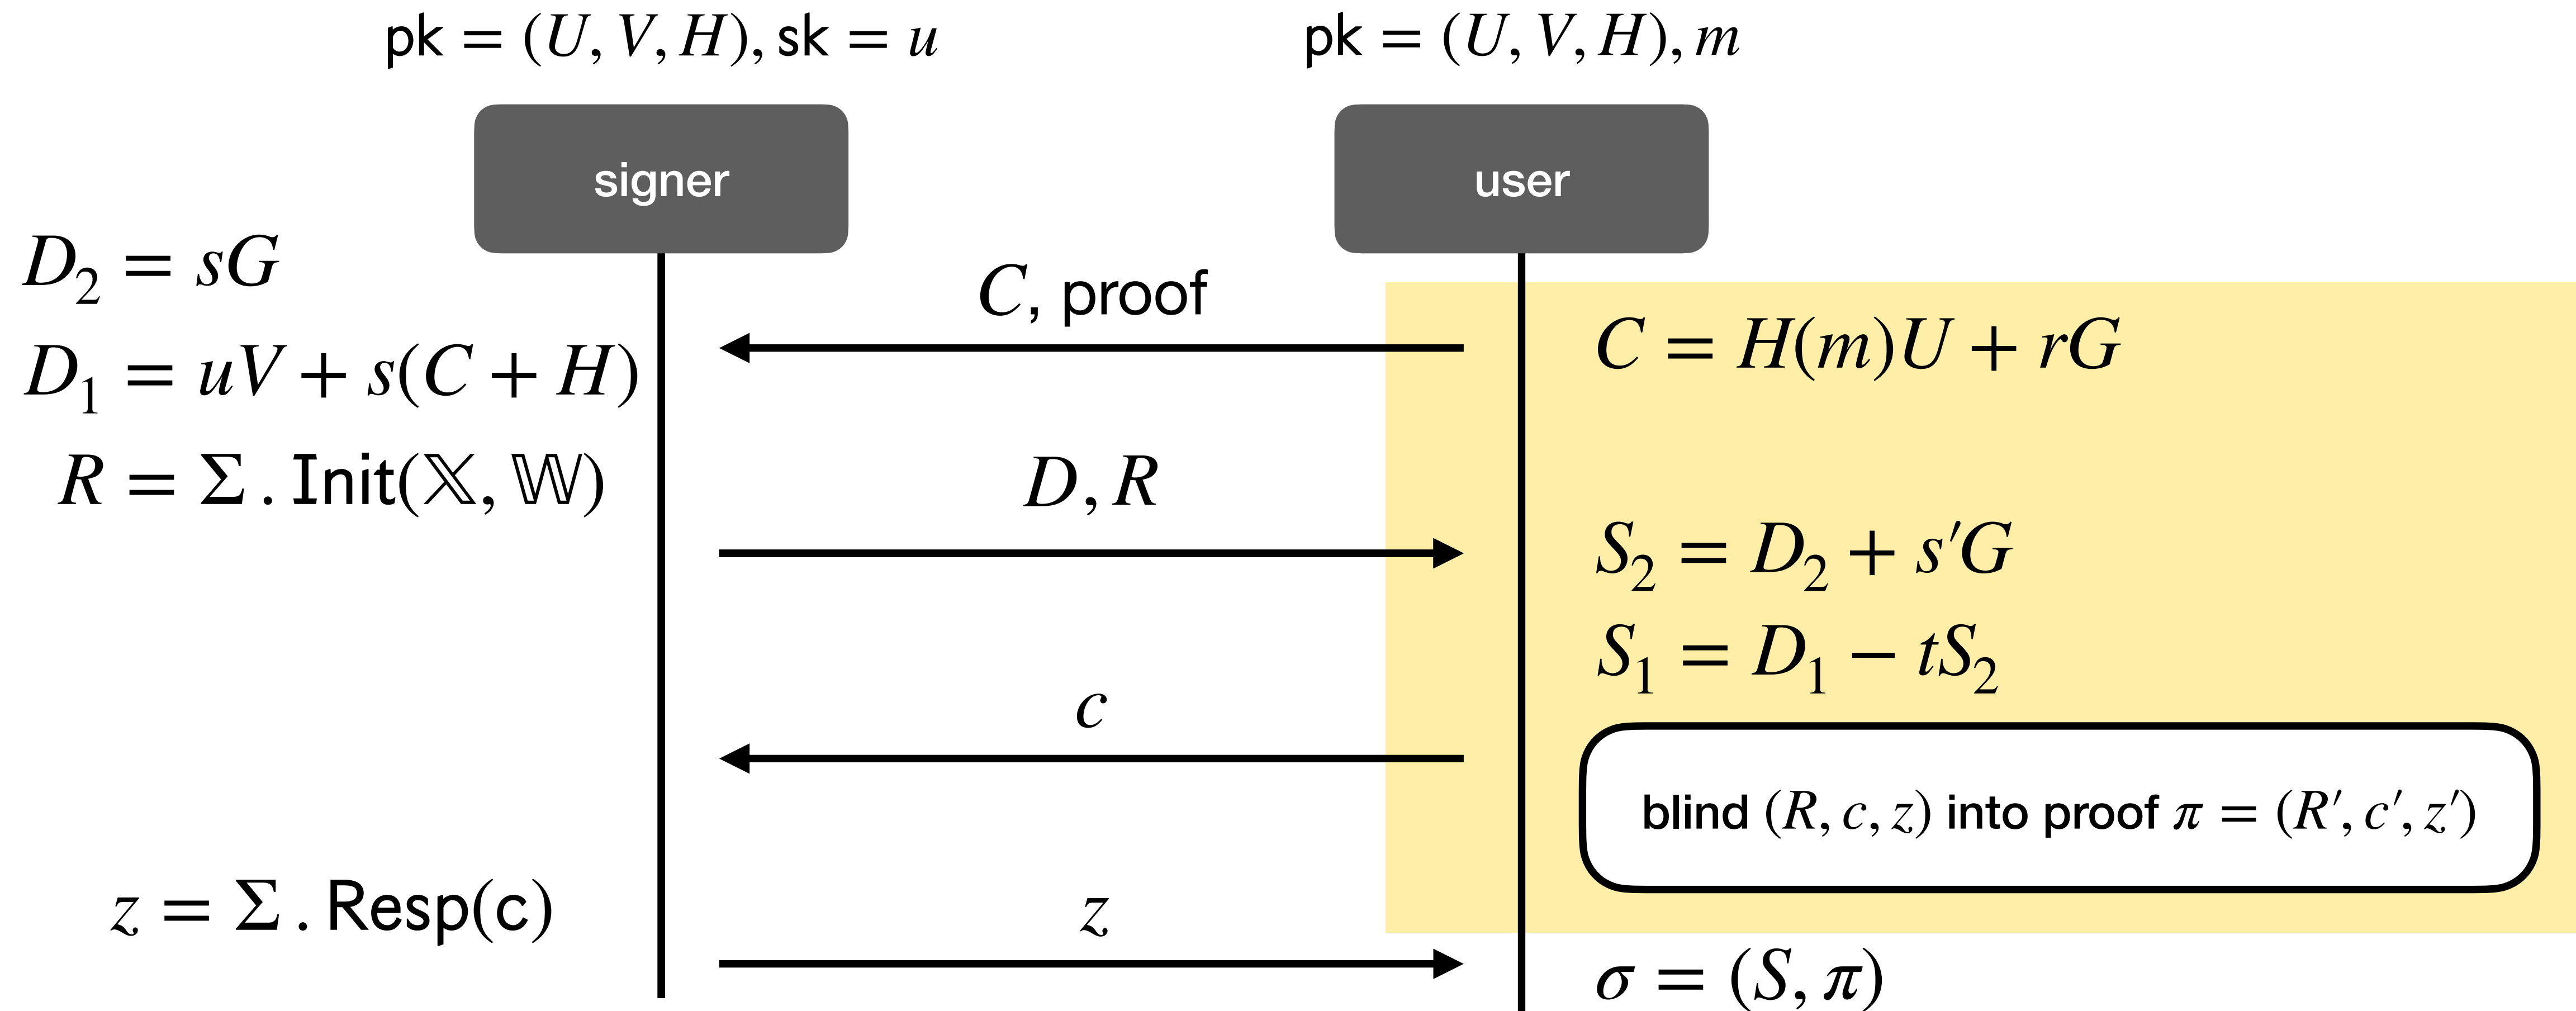 pk = (U, V, H), sk = u
pk = (U, V, H), m
signer
user
D₂ = sG
D₁ = uV + s(C + H)
R = Σ . Init(𝕏, 𝕎)
C, proof
C = H(m)U + rG
D, R
S₂ = D₂ + s′G
S₁ = D₁ − tS₂
c
blind (R, c, z) into proof π = (R′, c′, z′)
z = Σ . Resp(c)
z
σ = (S, π)